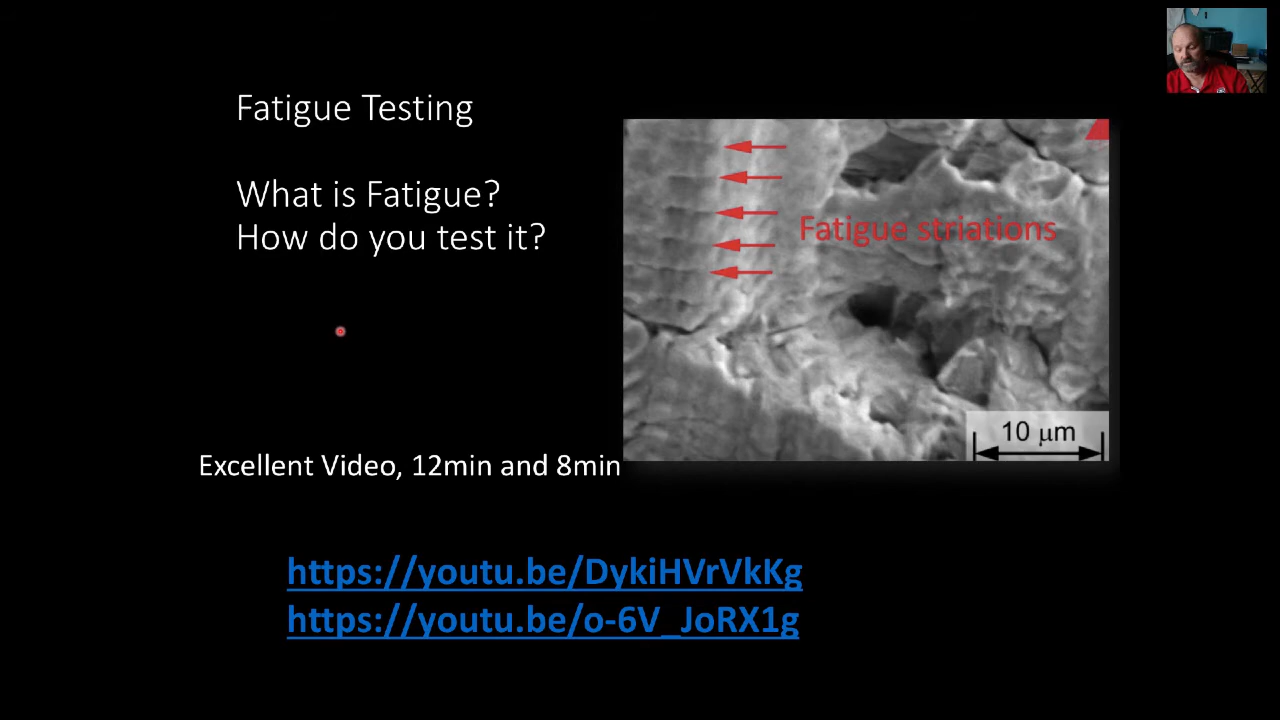 Fatigue Testing
What is Fatigue?
How do you test it?
Fatigue striations
10 μm
Excellent Video, 12min and 8min
https://youtu.be/DykiHVrVkKg
https://youtu.be/o-6V_JoRX1g